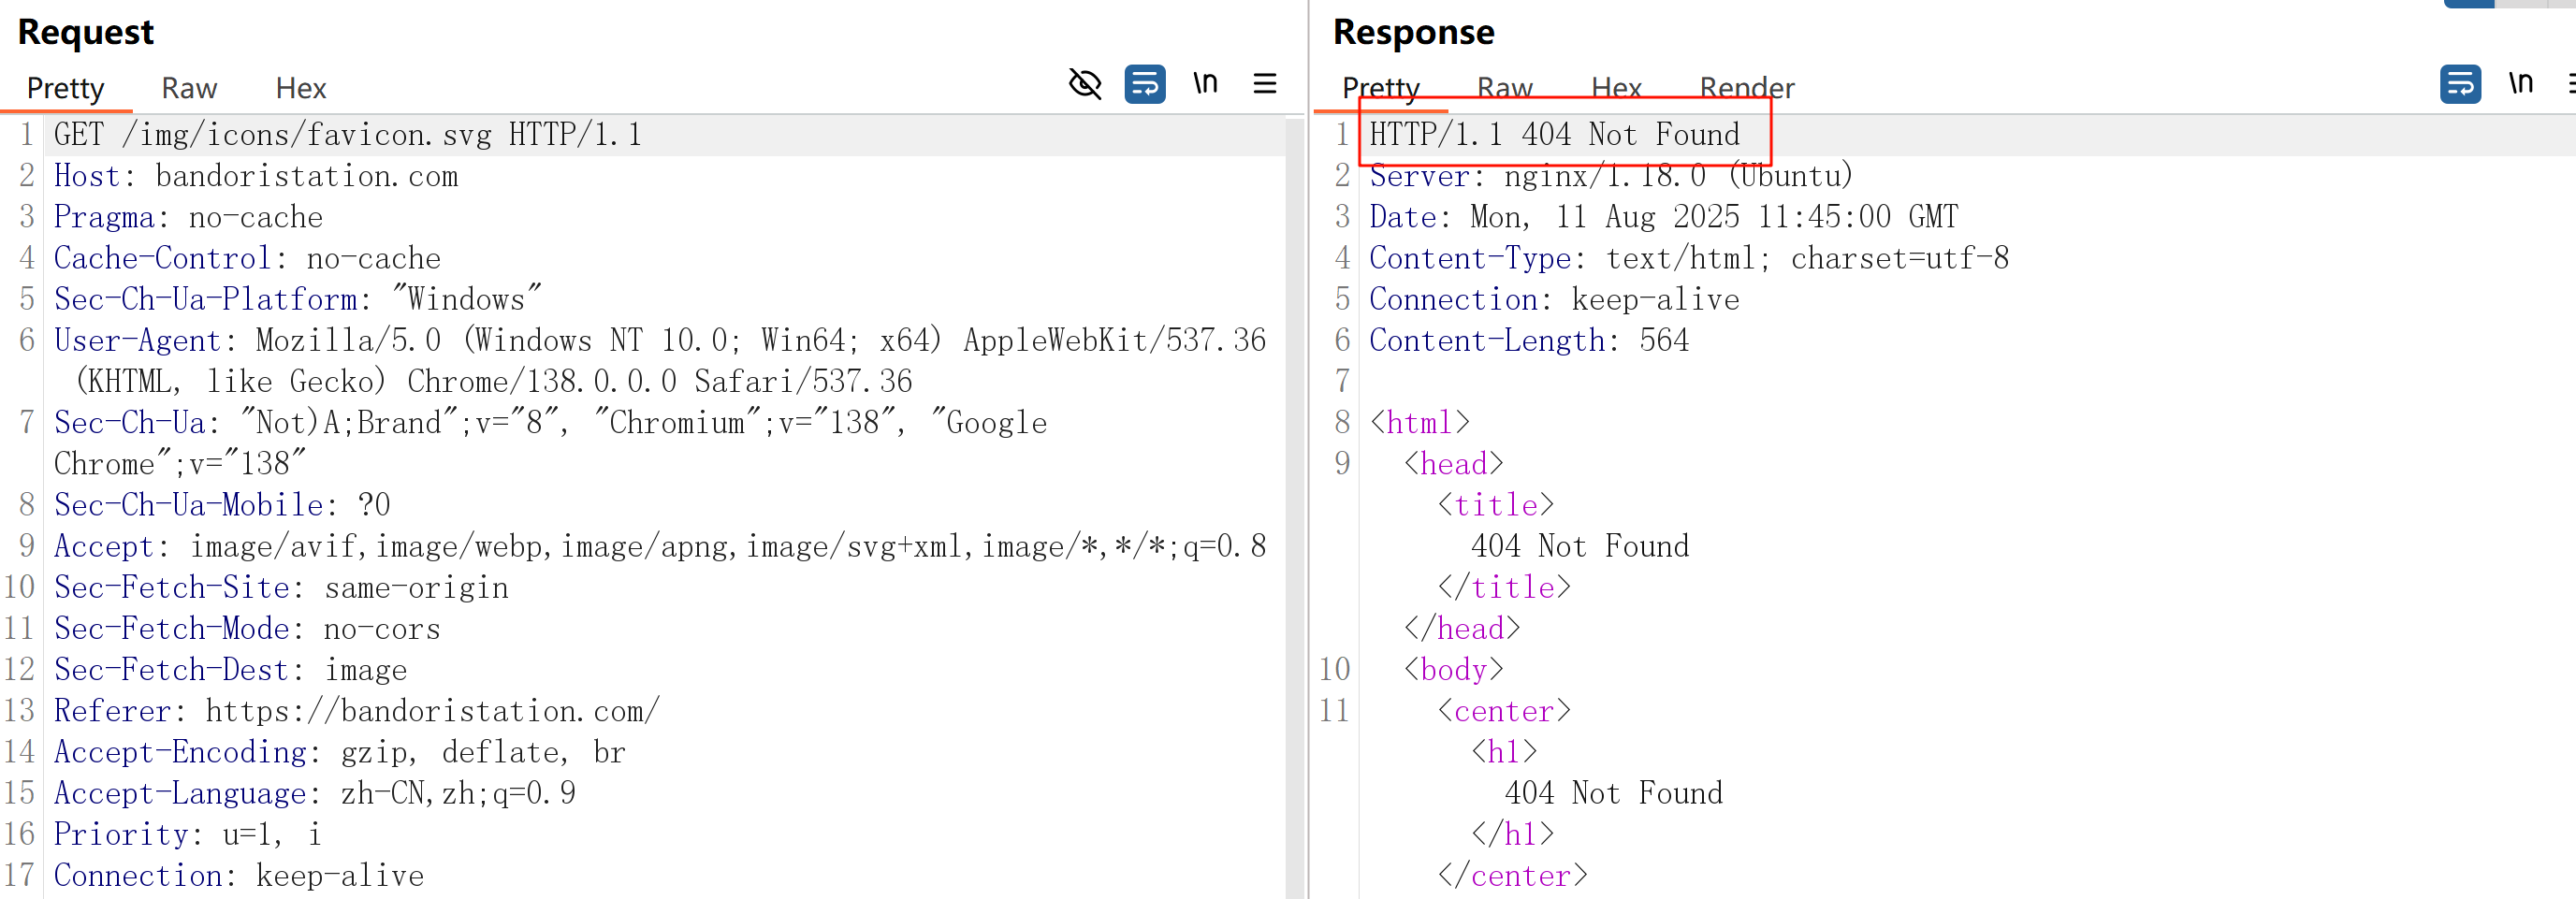 Request
Pretty Raw Hex
\n
1 GET /img/icons/favicon.svg HTTP/1.1
2 Host: bandoristation.com
3 Pragma: no-cache
4 Cache-Control: no-cache
5 Sec-Ch-Ua-Platform: "Windows"
6 User-Agent: Mozilla/5.0 (Windows NT 10.0; Win64; x64) AppleWebKit/537.36
(KHTML, like Gecko) Chrome/138.0.0.0 Safari/537.36
7 Sec-Ch-Ua: "Not)A;Brand";v="8", "Chromium";v="138", "Google
Chrome";v="138"
8 Sec-Ch-Ua-Mobile: ?0
9 Accept: image/avif,image/webp,image/apng,image/svg+xml,image/*,*/*;q=0.8
10 Sec-Fetch-Site: same-origin
11 Sec-Fetch-Mode: no-cors
12 Sec-Fetch-Dest: image
13 Referer: https://bandoristation.com/
14 Accept-Encoding: gzip, deflate, br
15 Accept-Language: zh-CN,zh;q=0.9
16 Priority: u=1, i
17 Connection: keep-alive
Response
Pretty Raw Hex Render
\n
1 HTTP/1.1 404 Not Found
2 Server: nginx/1.18.0 (Ubuntu)
3 Date: Mon, 11 Aug 2025 11:45:00 GMT
4 Content-Type: text/html; charset=utf-8
5 Connection: keep-alive
6 Content-Length: 564
7
8 <html>
9 <head>
<title>
404 Not Found
</title>
</head>
10 <body>
11 <center>
<h1>
404 Not Found
</h1>
</center>